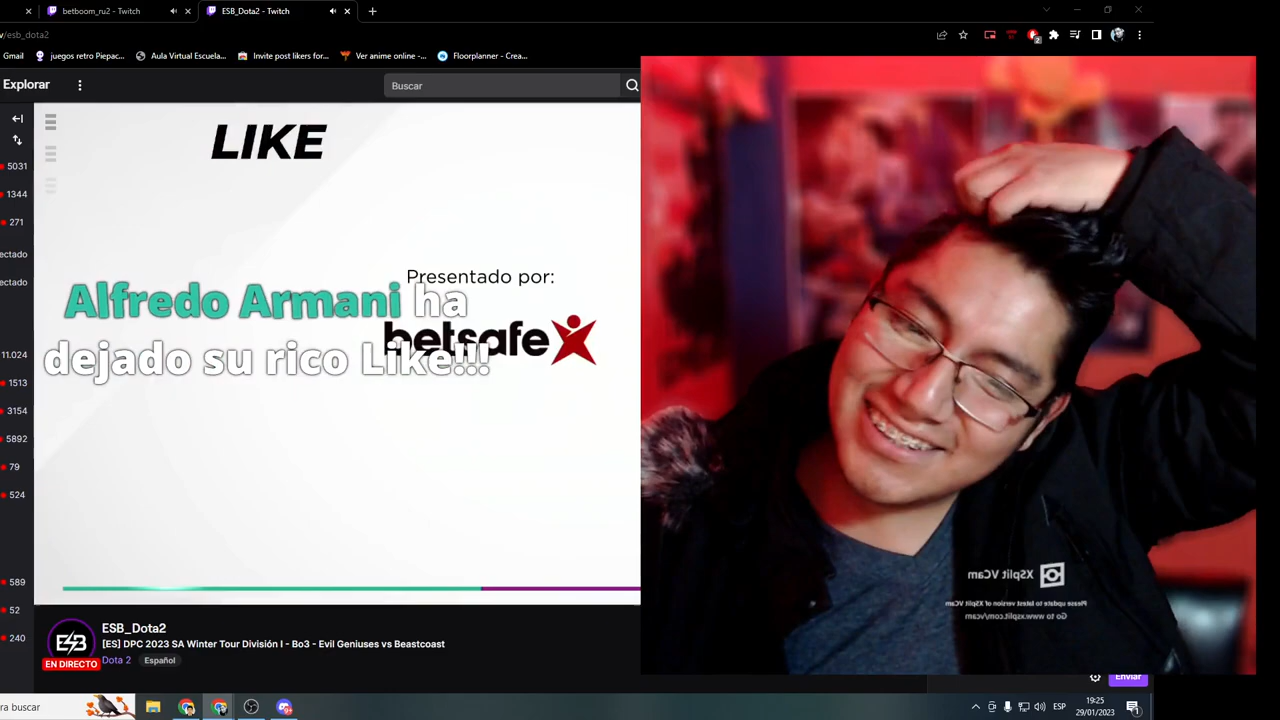 betboom_ru2 - Twitch
ESB_Dota2 - Twitch
v/esb_dota2
Gmail
juegos retro Piepac...
Aula Virtual Escuela...
Invite post likers for...
Ver anime online -...
Floorplanner - Crea...
2
Explorar
Buscar
LIKE
5031
1344
271
ectado
ectado
11.024
1513
3154
5892
79
524
589
52
240
Presentado por:
betsafe
Alfredo Armani ha
dejado su rico Like!!!
XSplit VCam
Please update to latest version of XSplit VCam
Go to www.xsplit.com/vcam
ESB
EN DIRECTO
ESB_Dota2
[ES] DPC 2023 SA Winter Tour División I - Bo3 - Evil Geniuses vs Beastcoast
Dota 2
Español
Enviar
ra buscar
ESP
19:25
29/01/2023
1